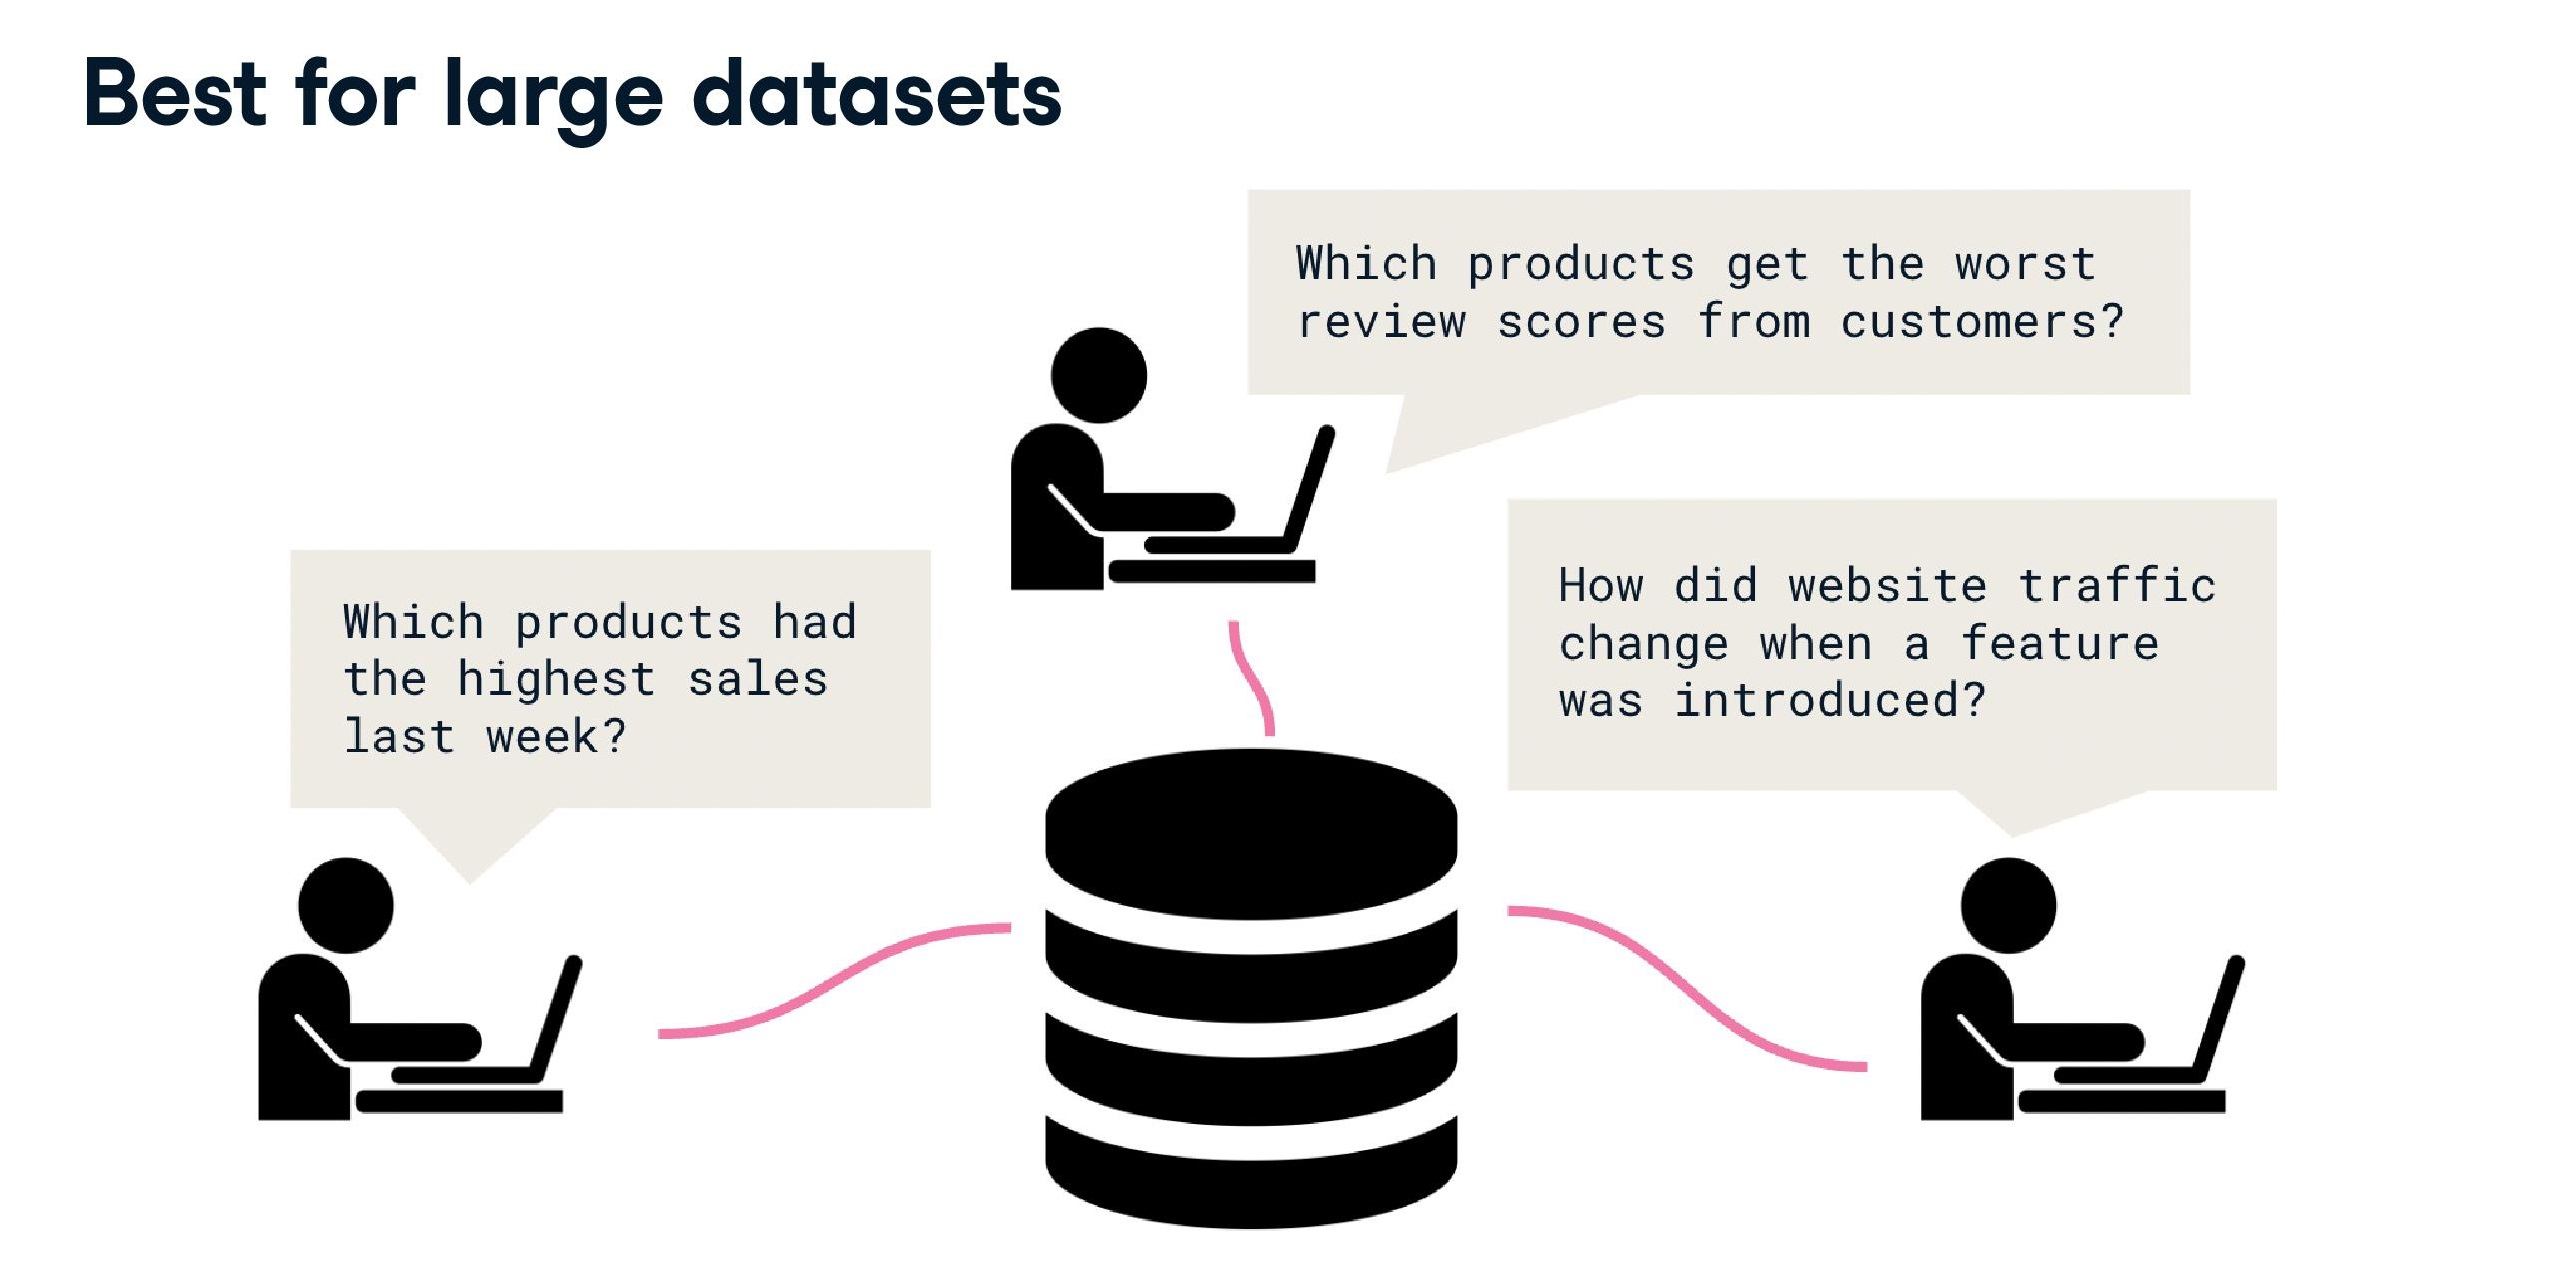 Best for large datasets
Which products get the worst
review scores from customers?
Which products had
the highest sales
last week?
How did website traffic
change when a feature
was introduced?